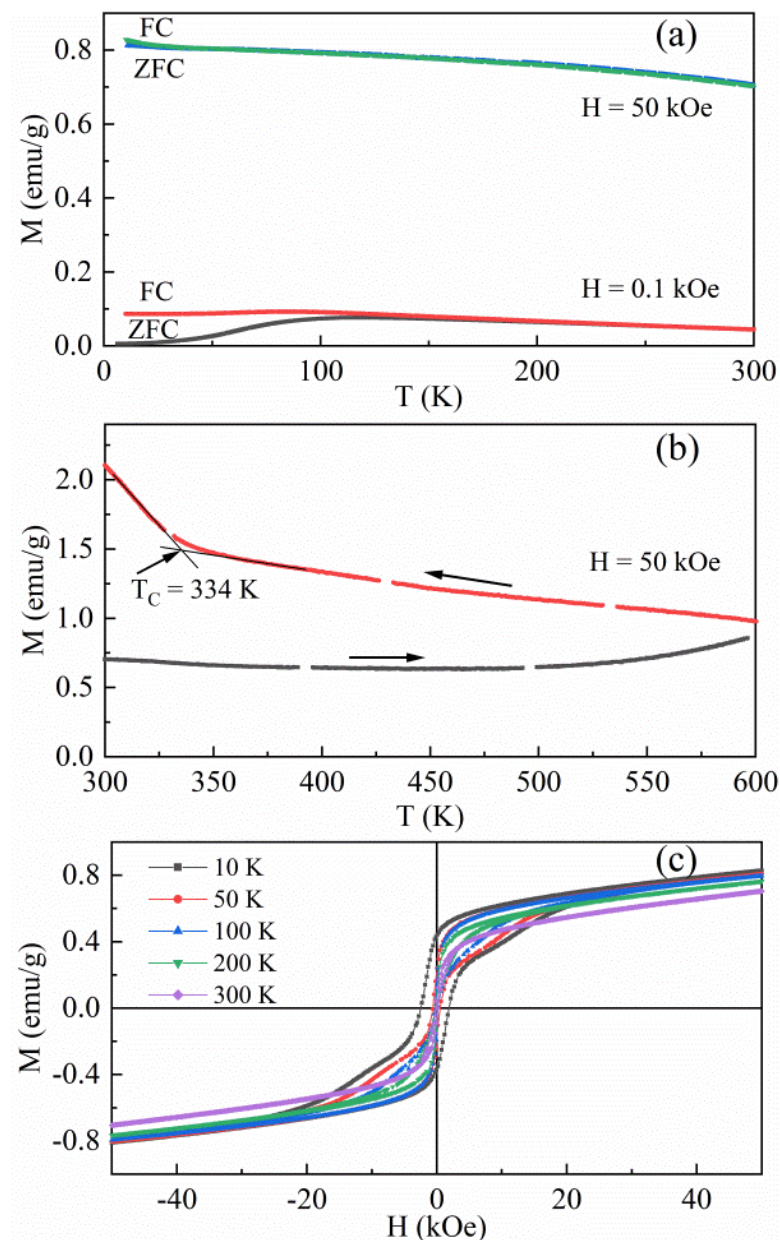 (a)
FC
ZFC
H = 50 kOe
FC
ZFC
H = 0.1 kOe
M (emu/g)
0.8
0.6
0.4
0.2
0.0
0 100 200 300
T (K)
(b)
H = 50 kOe
T_C = 334 K
M (emu/g)
2.0
1.5
1.0
0.5
0.0
300 350 400 450 500 550 600
T (K)
(c)
10 K
50 K
100 K
200 K
300 K
M (emu/g)
0.8
0.4
0.0
-0.4
-0.8
-40 -20 0 20 40
H (kOe)